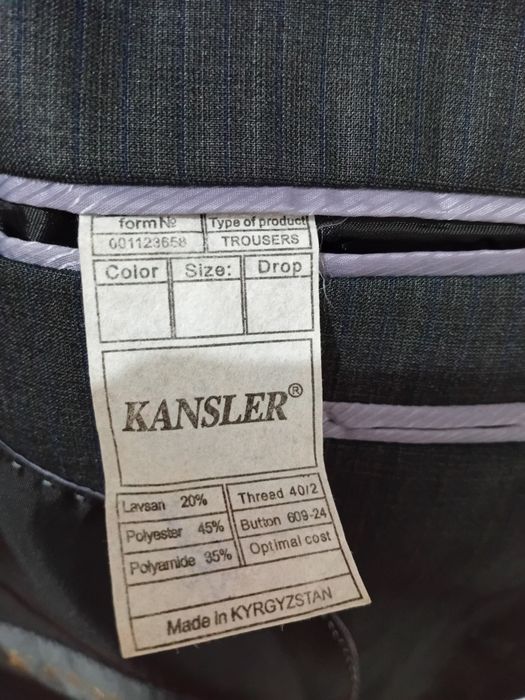 form № Type of product
001123658 TROUSERS
Color Size: Drop
KANSLER®
Lavsan 20% Thread 40/2
Polyester 45% Button 609-24
Polyamide 35% Optimal cost
Made in KYRGYZSTAN